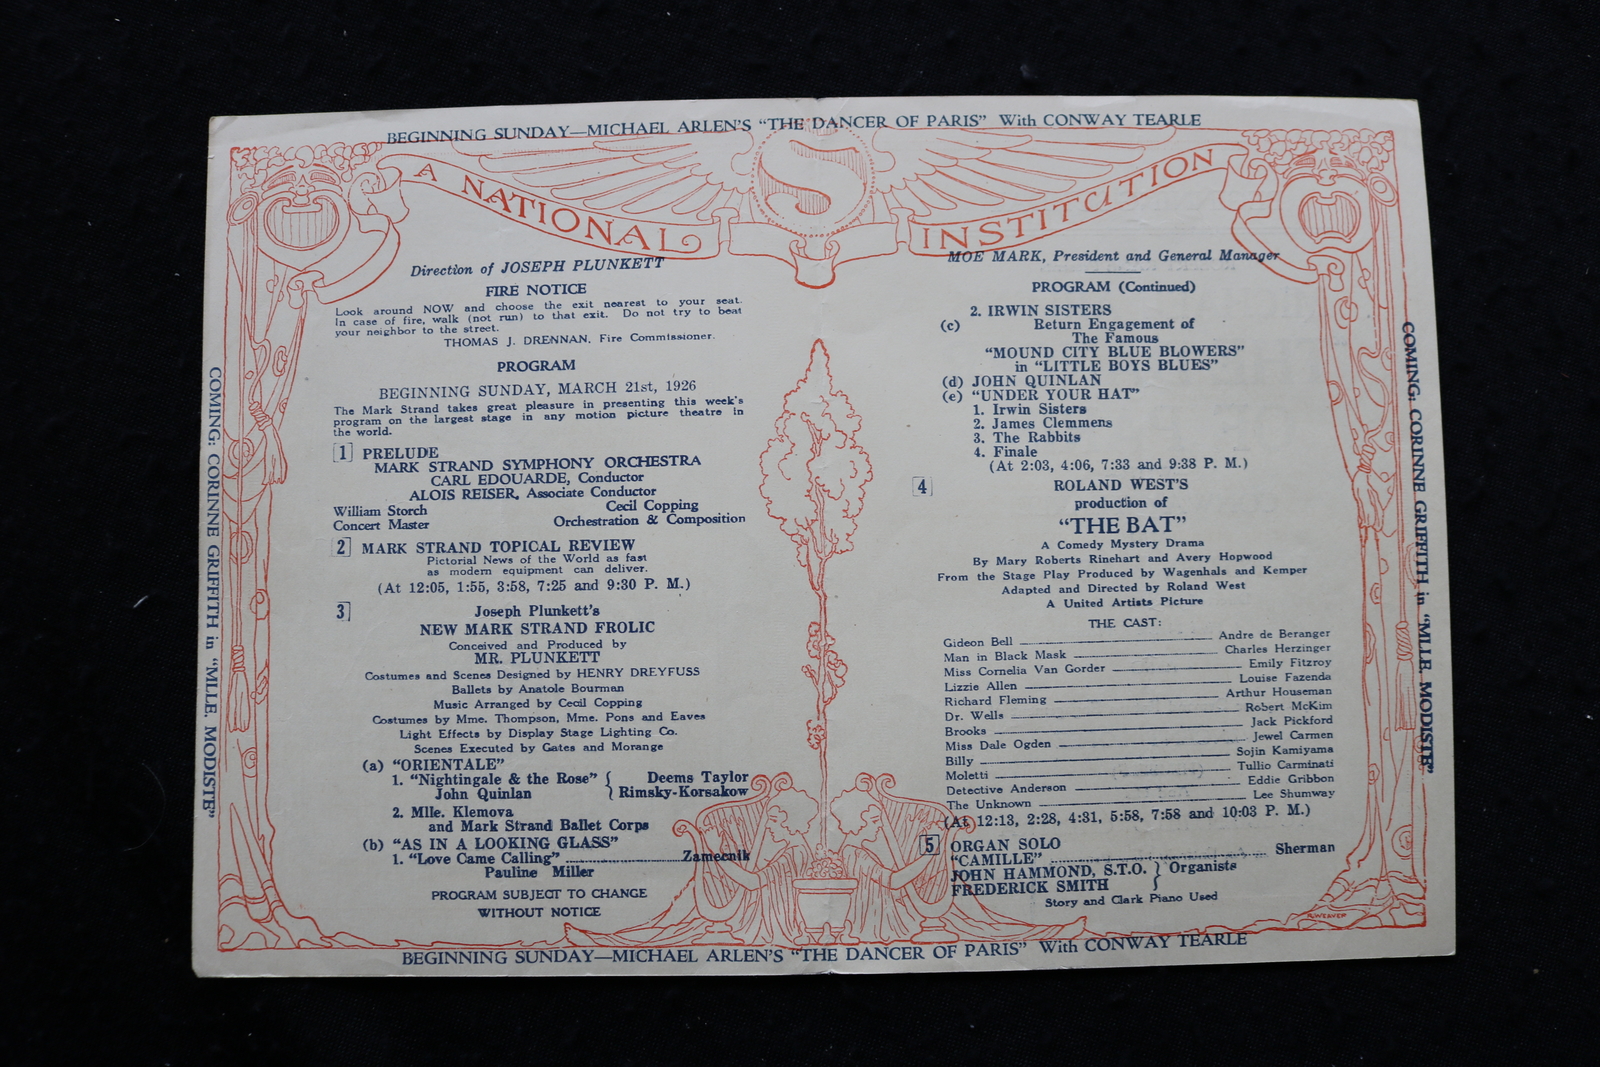 BEGINNING SUNDAY—MICHAEL ARLEN'S "THE DANCER OF PARIS" With CONWAY TEARLE
A NATIONAL INSTITUTION
S
COMING: CORINNE GRIFFITH in "MLLE. MODISTE"
Direction of JOSEPH PLUNKETT
FIRE NOTICE
Look around NOW and choose the exit nearest to your seat.
In case of fire, walk (not run) to that exit. Do not try to beat
your neighbor to the street.
THOMAS J. DRENNAN, Fire Commissioner.
PROGRAM
BEGINNING SUNDAY, MARCH 21st, 1926
The Mark Strand takes great pleasure in presenting this week's
program on the largest stage in any motion picture theatre in
the world.
1 PRELUDE
MARK STRAND SYMPHONY ORCHESTRA
CARL EDOUARDE, Conductor
ALOIS REISER, Associate Conductor
William Storch Cecil Copping
Concert Master Orchestration & Composition
2 MARK STRAND TOPICAL REVIEW
Pictorial News of the World as fast
as modern equipment can deliver.
(At 12:05, 1:55, 3:58, 7:25 and 9:30 P. M.)
3 Joseph Plunkett's
NEW MARK STRAND FROLIC
Conceived and Produced by
MR. PLUNKETT
Costumes and Scenes Designed by HENRY DREYFUSS
Ballets by Anatole Bourman
Music Arranged by Cecil Copping
Costumes by Mme. Thompson, Mme. Pons and Eaves
Light Effects by Display Stage Lighting Co.
Scenes Executed by Gates and Morange
(a) "ORIENTALE"
1. "Nightingale & the Rose" { Deems Taylor
John Quinlan Rimsky-Korsakow
2. Mlle. Klemova
and Mark Strand Ballet Corps
(b) "AS IN A LOOKING GLASS"
1. "Love Came Calling" Zamecnik
Pauline Miller
PROGRAM SUBJECT TO CHANGE
WITHOUT NOTICE
MOE MARK, President and General Manager
PROGRAM (Continued)
2. IRWIN SISTERS
(c) Return Engagement of
The Famous
"MOUND CITY BLUE BLOWERS"
in "LITTLE BOYS BLUES"
(d) JOHN QUINLAN
(e) "UNDER YOUR HAT"
1. Irwin Sisters
2. James Clemmens
3. The Rabbits
4. Finale
(At 2:03, 4:06, 7:33 and 9:38 P. M.)
4 ROLAND WEST'S
production of
"THE BAT"
A Comedy Mystery Drama
By Mary Roberts Rinehart and Avery Hopwood
From the Stage Play Produced by Wagenhals and Kemper
Adapted and Directed by Roland West
A United Artists Picture
THE CAST:
Gideon Bell Andre de Beranger
Man in Black Mask Charles Herzinger
Miss Cornelia Van Gorder Emily Fitzroy
Lizzie Allen Louise Fazenda
Richard Fleming Arthur Houseman
Dr. Wells Robert McKim
Brooks Jack Pickford
Miss Dale Ogden Jewel Carmen
Billy Sojin Kamiyama
Moletti Tullio Carminati
Detective Anderson Eddie Gribbon
The Unknown Lee Shumway
(At 12:13, 2:28, 4:31, 5:58, 7:58 and 10:03 P. M.)
5 ORGAN SOLO
"CAMILLE" Sherman
JOHN HAMMOND, S.T.O. } Organists
FREDERICK SMITH
Story and Clark Piano Used
R.WEAVER
COMING: CORINNE GRIFFITH in "MLLE. MODISTE"
BEGINNING SUNDAY—MICHAEL ARLEN'S "THE DANCER OF PARIS" With CONWAY TEARLE